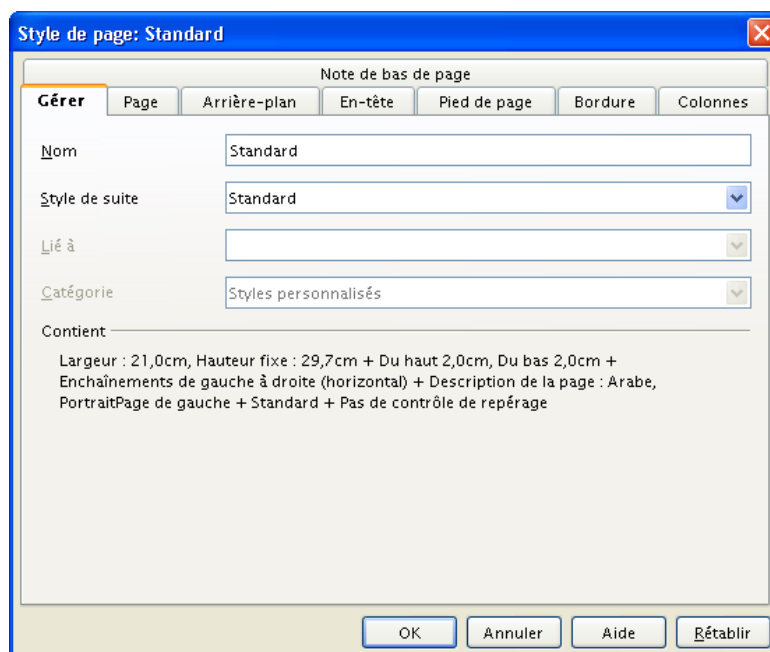 Style de page: Standard
Note de bas de page
Gérer Page Arrière-plan En-tête Pied de page Bordure Colonnes
Nom Standard
Style de suite Standard
Lié à
Catégorie Styles personnalisés
Contient
Largeur : 21,0cm, Hauteur fixe : 29,7cm + Du haut 2,0cm, Du bas 2,0cm +
Enchaînements de gauche à droite (horizontal) + Description de la page : Arabe,
PortraitPage de gauche + Standard + Pas de contrôle de repérage
OK Annuler Aide Rétablir